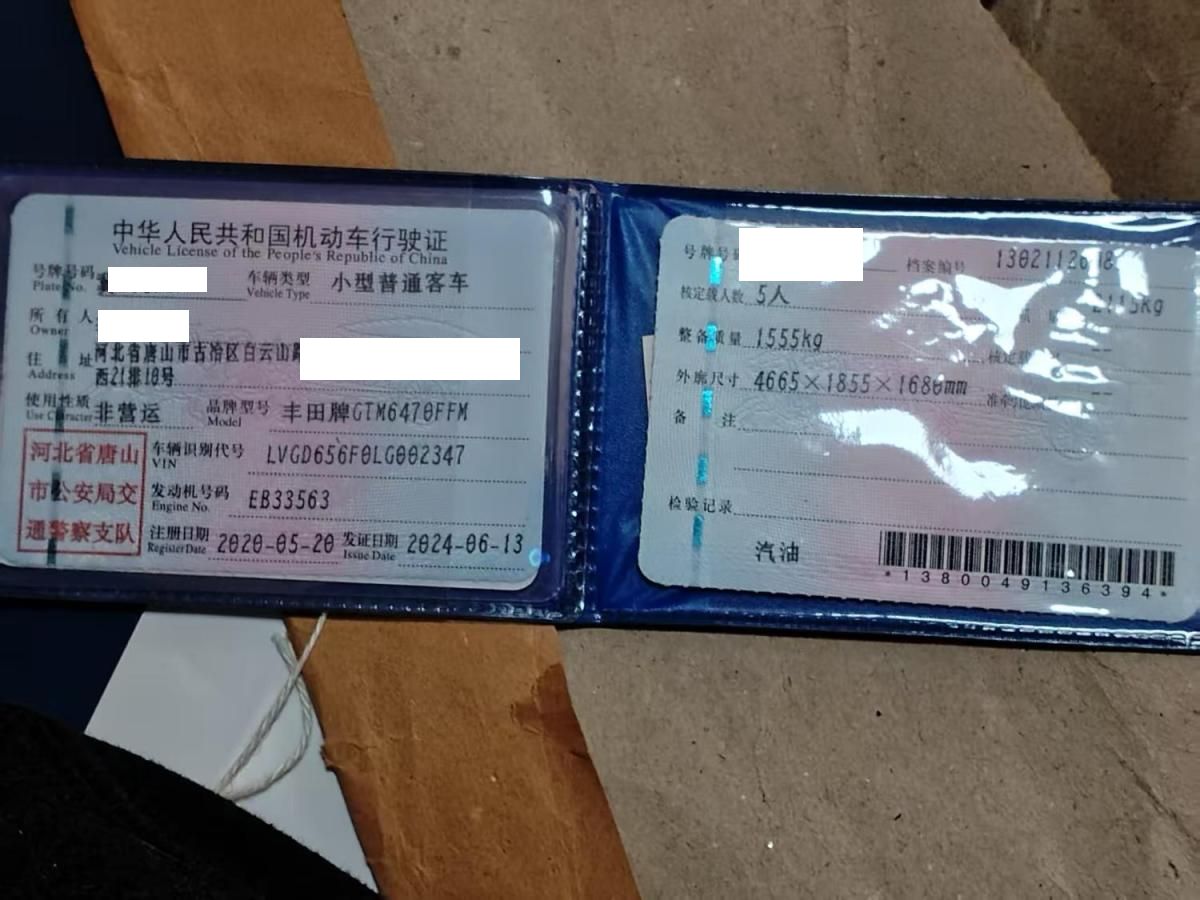 中华人民共和国机动车行驶证
Vehicle License of the People's Republic of China
号牌号码
Plate No.
车辆类型 小型普通客车
Vehicle Type
所有人
Owner
住址 河北省唐山市古冶区白云山
Address 西21排10号
使用性质 非营运
Use Character
品牌型号 丰田牌GTM6470FFM
Model
河北省唐山
市公安局交
通警察支队
车辆识别代号 LVGD656F0LG002347
VIN
发动机号码 EB33563
Engine No.
注册日期 2020-05-20
Register Date
发证日期 2024-06-13
Issue Date
号牌号码
档案编号
核定载人数 5人
整备质量 1555kg
外廓尺寸 4665×1855×1680mm
备注
检验记录
汽油
*1380049136394*